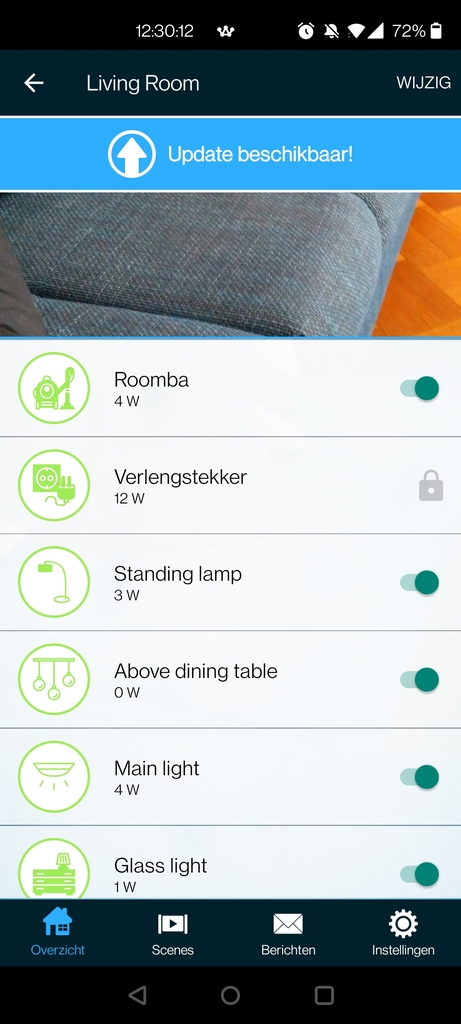 12:30:12
72%
Living Room
WIJZIG
Update beschikbaar!
Roomba
4 W
Verlengstekker
12 W
Standing lamp
3 W
Above dining table
0 W
Main light
4 W
Glass light
1 W
Overzicht
Scenes
Berichten
Instellingen